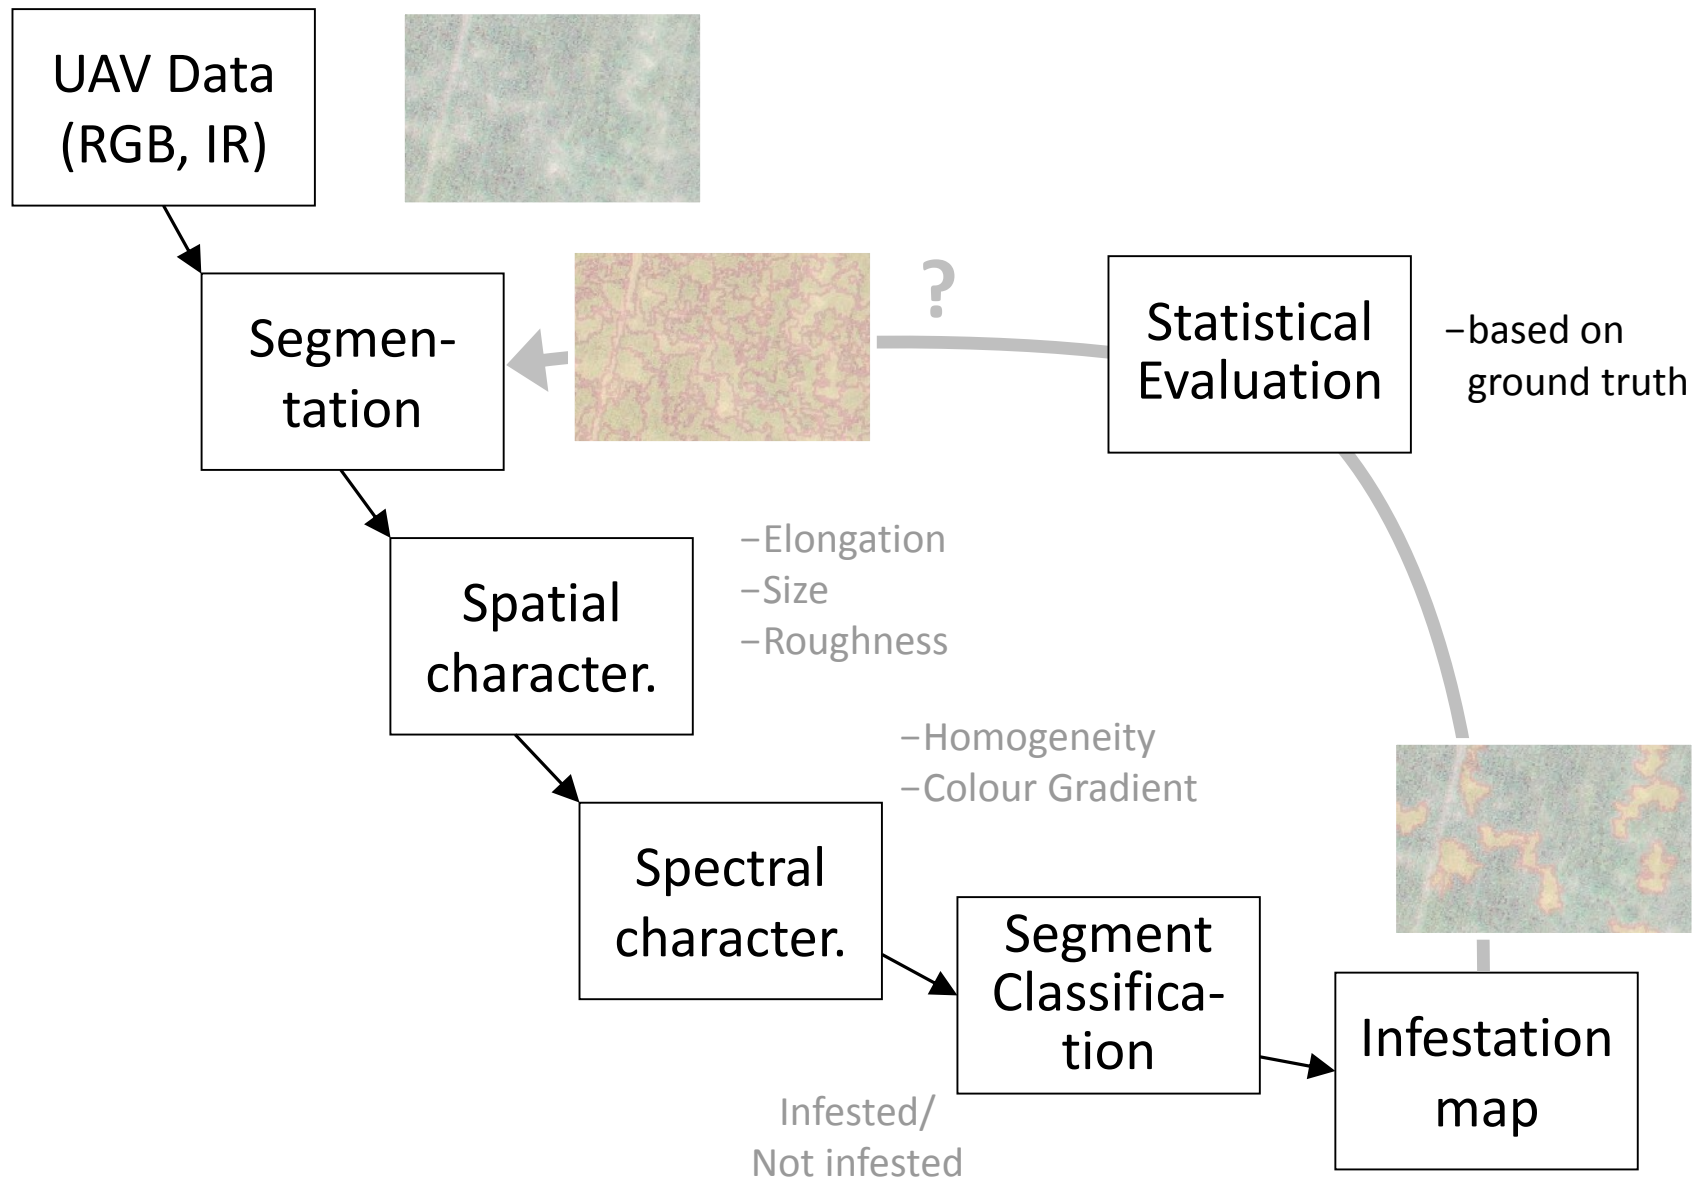 UAV Data
(RGB, IR)
?
Segmen-
tation
Statistical
Evaluation
–based on
ground truth
Spatial
character.
–Elongation
–Size
–Roughness
–Homogeneity
–Colour Gradient
Spectral
character.
Segment
Classifica-
tion
Infested/
Not infested
Infestation
map